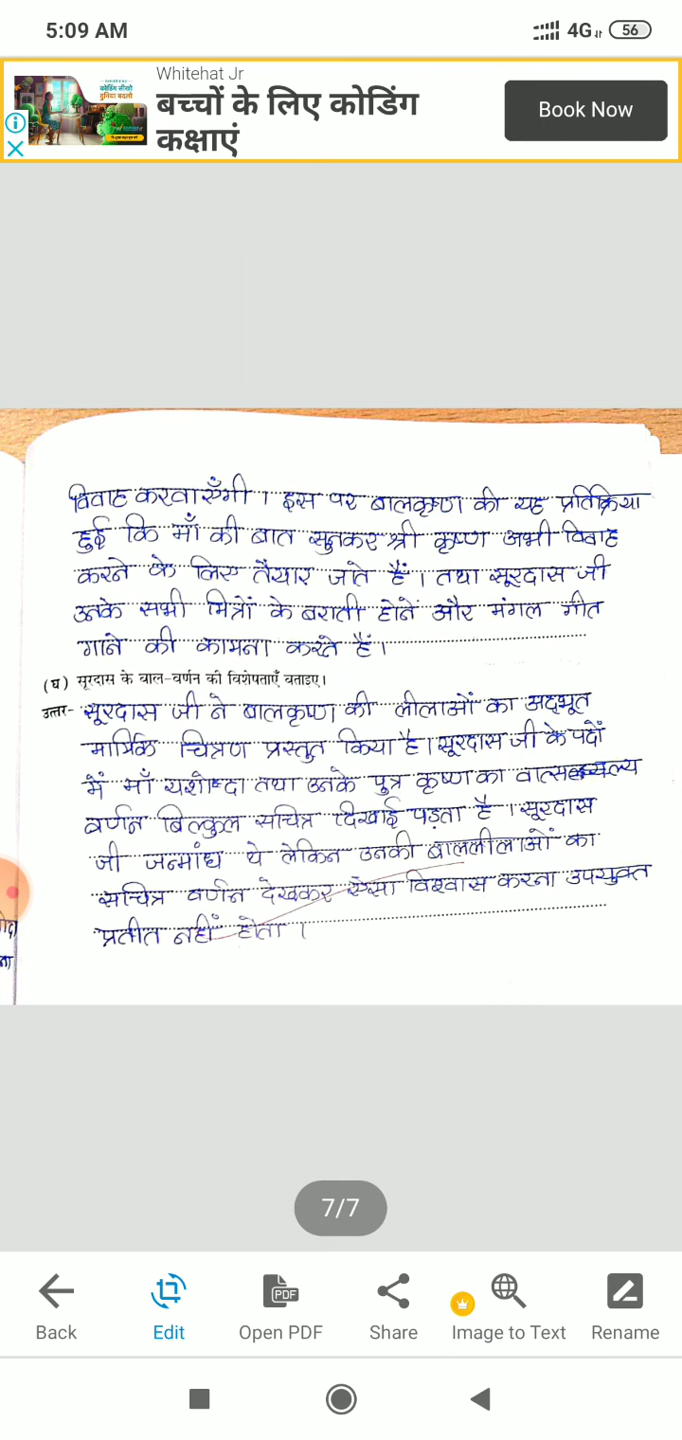 5:09 AM
4G 56
Whitehat Jr
बच्चों के लिए कोडिंग
कक्षाएं
Book Now
विवाह करवाएँगी । इस पर बालकृष्ण की यह प्रतिक्रिया
हुई कि माँ की बात सुनकर श्री कृष्ण अभी विवाह
करने के लिए तैयार जाते हैं । तथा सूरदास जी
उनके सभी मित्रों के बराती होनें और मंगल गीत
गाने की कामना करते हैं।
(घ) सूरदास के बाल-वर्णन की विशेषताएँ बताइए।
उत्तर- सूरदास जी ने बालकृष्ण की लीलाओं का अद्भूत
मार्मिक चित्रण प्रस्तुत किया है । सूरदास जी के पदों
में माँ यशोदा तथा उनके पुत्र कृष्ण का वात्सल्य
वर्णन बिल्कुल सचित्र दिखाई पड़ता है । सूरदास
जी जन्मांध थे लेकिन उनकी बाललीलाओं का
सचित्र वर्णन देखकर ऐसा विश्वास करना उपयुक्त
प्रतीत नहीं होता ।
7/7
Back
Edit
PDF
Open PDF
Share
Image to Text
Rename